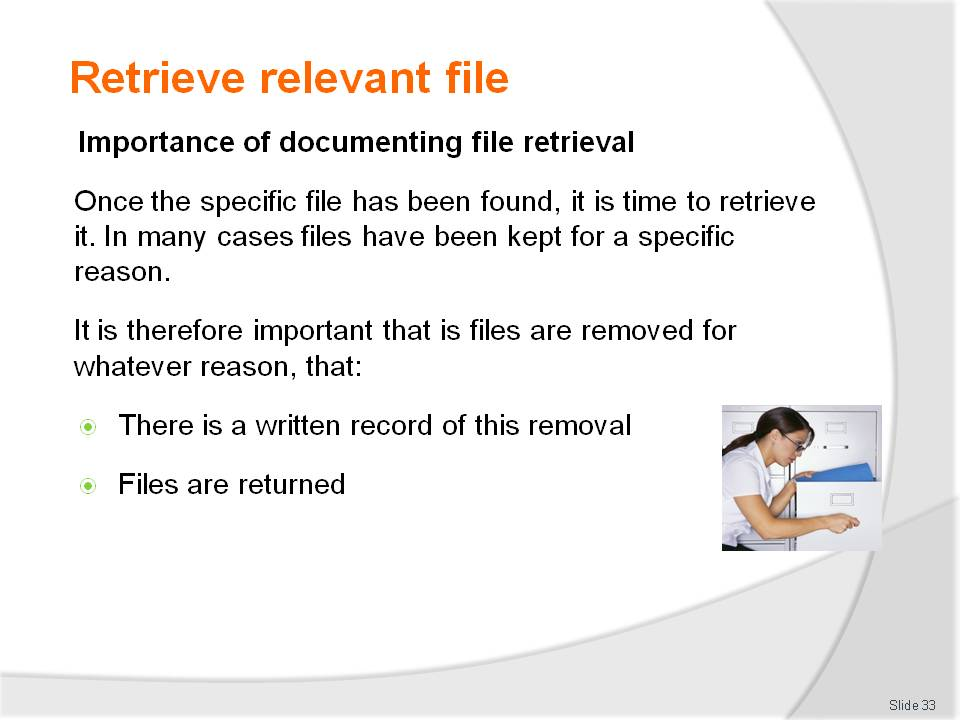 Retrieve relevant file
Importance of documenting file retrieval
Once the specific file has been found, it is time to retrieve
it. In many cases files have been kept for a specific
reason.
It is therefore important that is files are removed for
whatever reason, that:
There is a written record of this removal
Files are returned
Slide 33